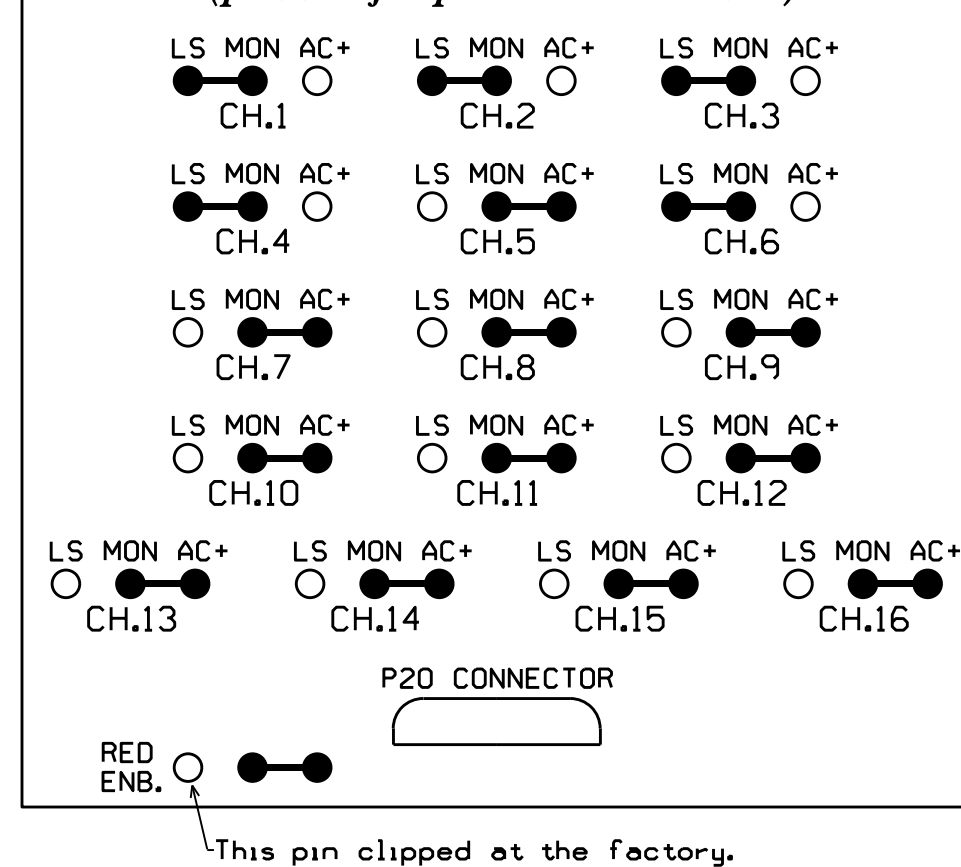 LS MON AC+ LS MON AC+ LS MON AC+
CH.1 CH.2 CH.3
LS MON AC+ LS MON AC+ LS MON AC+
CH.4 CH.5 CH.6
LS MON AC+ LS MON AC+ LS MON AC+
CH.7 CH.8 CH.9
LS MON AC+ LS MON AC+ LS MON AC+
CH.10 CH.11 CH.12
LS MON AC+ LS MON AC+ LS MON AC+ LS MON AC+
CH.13 CH.14 CH.15 CH.16
P20 CONNECTOR
RED
ENB.
This pin clipped at the factory.